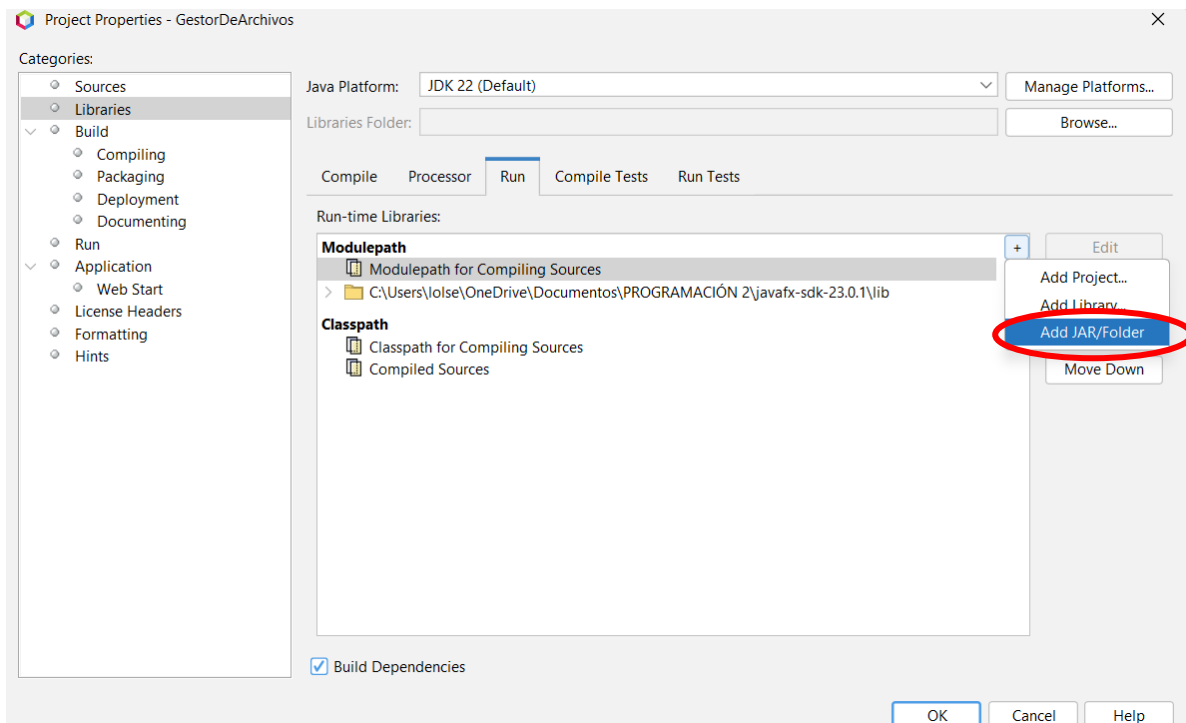 Project Properties - GestorDeArchivos
Categories:
Sources
Libraries
Build
Compiling
Packaging
Deployment
Documenting
Run
Application
Web Start
License Headers
Formatting
Hints
Java Platform:
JDK 22 (Default)
Manage Platforms...
Libraries Folder:
Browse...
Compile Processor Run Compile Tests Run Tests
Run-time Libraries:
Modulepath
+
Edit
Modulepath for Compiling Sources
C:\Users\lolse\OneDrive\Documentos\PROGRAMACIÓN 2\javafx-sdk-23.0.1\lib
Classpath
Classpath for Compiling Sources
Compiled Sources
Add Project...
Add Library...
Add JAR/Folder
Move Down
Build Dependencies
OK Cancel Help